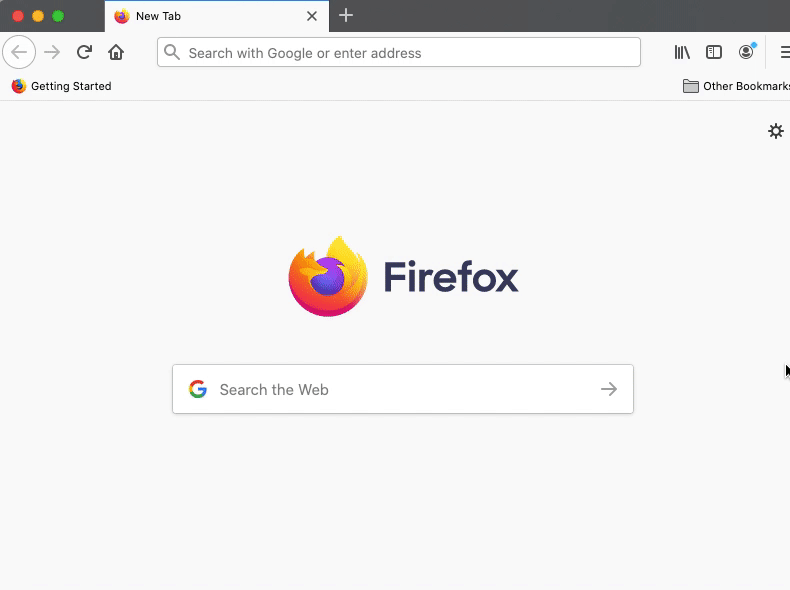 New Tab
Search with Google or enter address
Getting Started
Other Bookmarks
Firefox
Search the Web